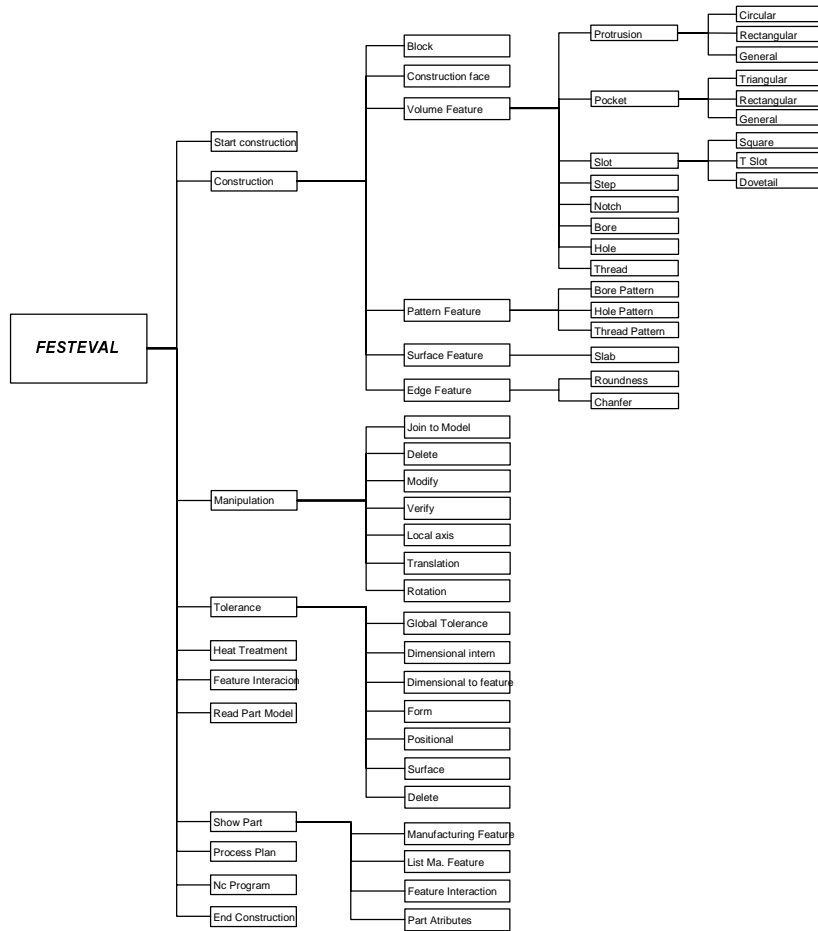 FESTEVAL
Start construction
Construction
Block
Construction face
Volume Feature
Protrusion
Circular
Rectangular
General
Pocket
Triangular
Rectangular
General
Slot
Square
T Slot
Dovetail
Step
Notch
Bore
Hole
Thread
Pattern Feature
Bore Pattern
Hole Pattern
Thread Pattern
Surface Feature
Slab
Edge Feature
Roundness
Chanfer
Manipulation
Join to Model
Delete
Modify
Verify
Local axis
Translation
Rotation
Tolerance
Global Tolerance
Dimensional intern
Dimensional to feature
Form
Positional
Surface
Delete
Heat Treatment
Feature Interacion
Read Part Model
Show Part
Manufacturing Feature
List Ma. Feature
Feature Interaction
Part Atributes
Process Plan
Nc Program
End Construction